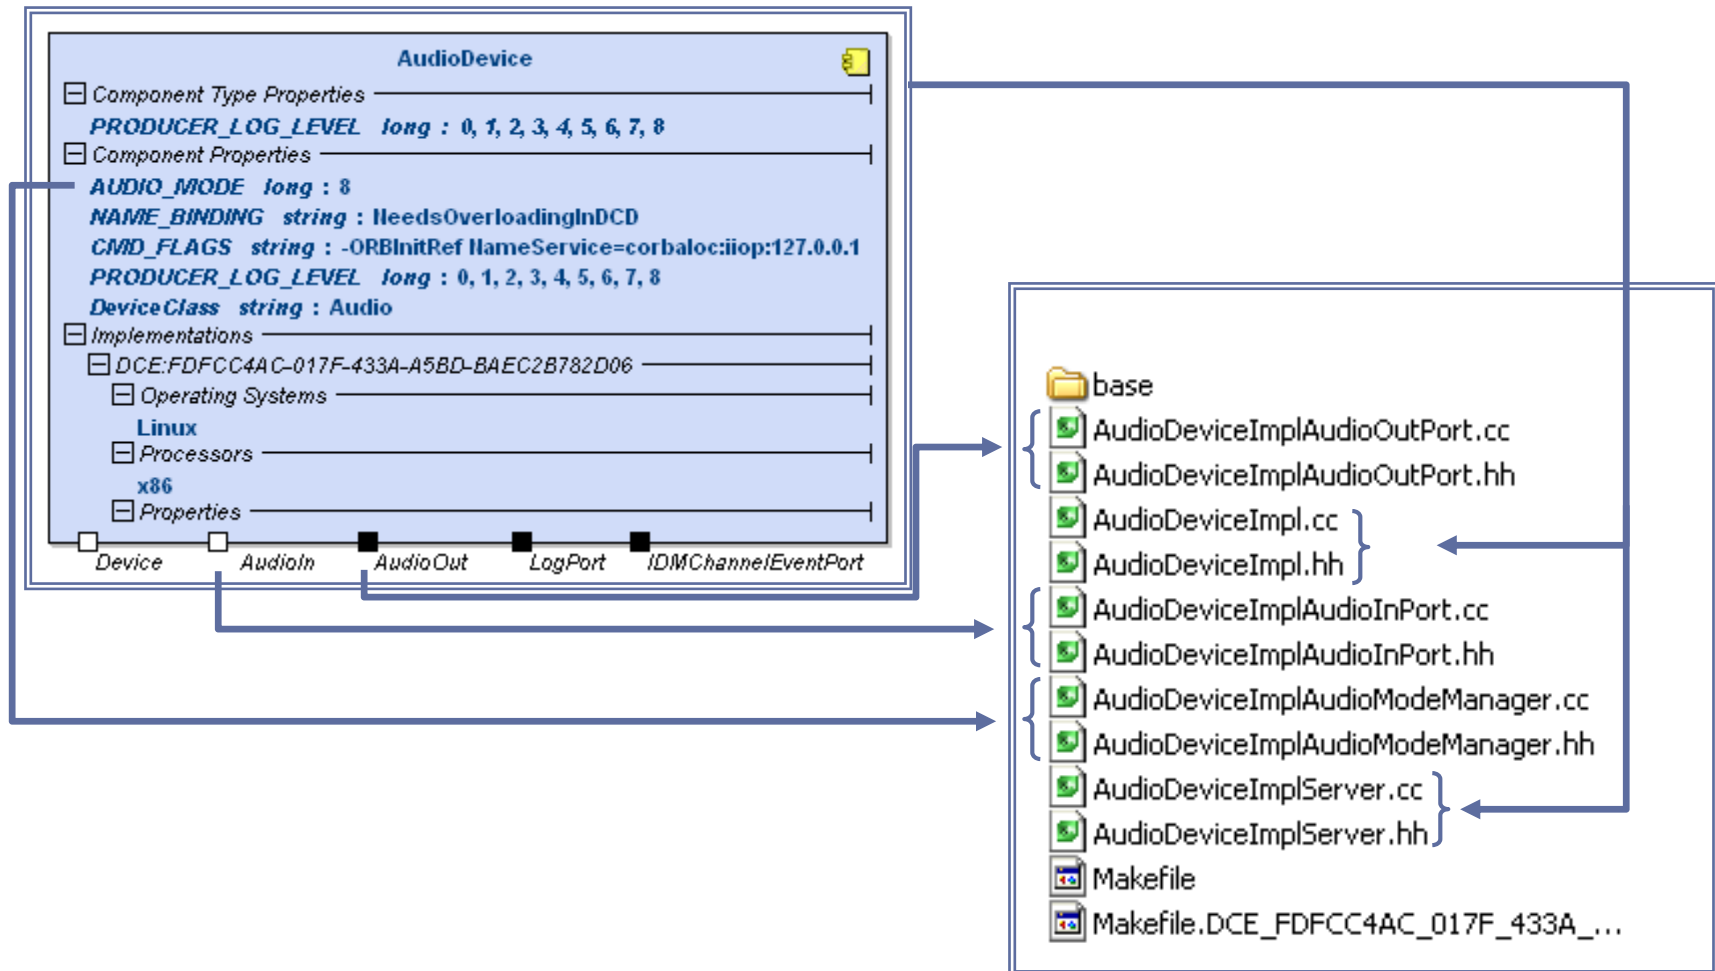 AudioDevice
Component Type Properties
PRODUCER_LOG_LEVEL long : 0, 1, 2, 3, 4, 5, 6, 7, 8
Component Properties
AUDIO_MODE long : 8
NAME_BINDING string : NeedsOverloadingInDCD
CMD_FLAGS string : -ORBInitRef NameService=corbaloc:iiop:127.0.0.1
PRODUCER_LOG_LEVEL long : 0, 1, 2, 3, 4, 5, 6, 7, 8
DeviceClass string : Audio
Implementations
DCE:FDFCC4AC-017F-433A-A5BD-BAEC2B782D06
Operating Systems
Linux
Processors
x86
Properties
Device AudioIn AudioOut LogPort IDMChannelEventPort
base
AudioDeviceImplAudioOutPort.cc
AudioDeviceImplAudioOutPort.hh
AudioDeviceImpl.cc
AudioDeviceImpl.hh
AudioDeviceImplAudioInPort.cc
AudioDeviceImplAudioInPort.hh
AudioDeviceImplAudioModeManager.cc
AudioDeviceImplAudioModeManager.hh
AudioDeviceImplServer.cc
AudioDeviceImplServer.hh
Makefile
Makefile.DCE_FDFCC4AC_017F_433A_...